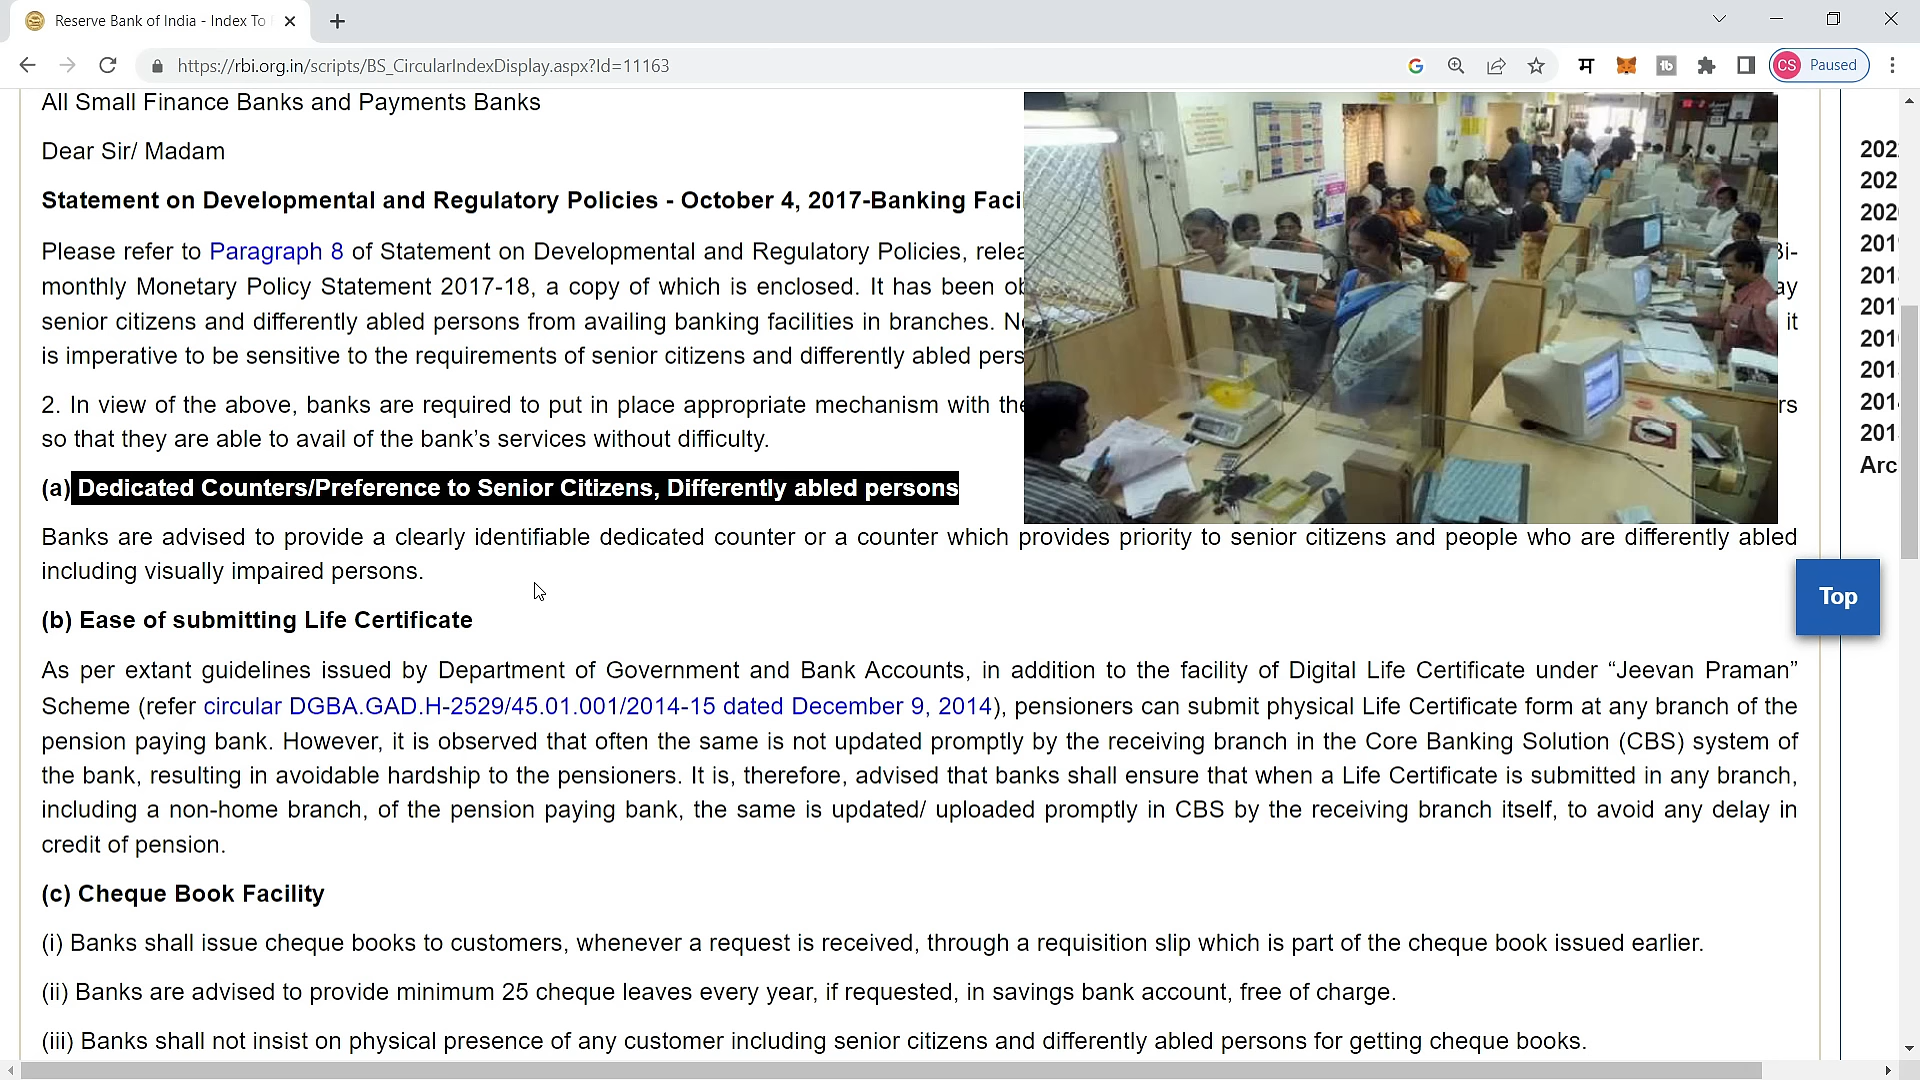 Reserve Bank of India - Index To
https://rbi.org.in/scripts/BS_CircularIndexDisplay.aspx?Id=11163
CS Paused
All Small Finance Banks and Payments Banks
Dear Sir/ Madam
Statement on Developmental and Regulatory Policies - October 4, 2017-Banking Faci
Please refer to Paragraph 8 of Statement on Developmental and Regulatory Policies, relea Bi-
monthly Monetary Policy Statement 2017-18, a copy of which is enclosed. It has been ob ay
senior citizens and differently abled persons from availing banking facilities in branches. No it
is imperative to be sensitive to the requirements of senior citizens and differently abled pers
2. In view of the above, banks are required to put in place appropriate mechanism with the rs
so that they are able to avail of the bank’s services without difficulty.
(a) Dedicated Counters/Preference to Senior Citizens, Differently abled persons
Banks are advised to provide a clearly identifiable dedicated counter or a counter which provides priority to senior citizens and people who are differently abled
including visually impaired persons.
(b) Ease of submitting Life Certificate
As per extant guidelines issued by Department of Government and Bank Accounts, in addition to the facility of Digital Life Certificate under “Jeevan Praman”
Scheme (refer circular DGBA.GAD.H-2529/45.01.001/2014-15 dated December 9, 2014), pensioners can submit physical Life Certificate form at any branch of the
pension paying bank. However, it is observed that often the same is not updated promptly by the receiving branch in the Core Banking Solution (CBS) system of
the bank, resulting in avoidable hardship to the pensioners. It is, therefore, advised that banks shall ensure that when a Life Certificate is submitted in any branch,
including a non-home branch, of the pension paying bank, the same is updated/ uploaded promptly in CBS by the receiving branch itself, to avoid any delay in
credit of pension.
(c) Cheque Book Facility
(i) Banks shall issue cheque books to customers, whenever a request is received, through a requisition slip which is part of the cheque book issued earlier.
(ii) Banks are advised to provide minimum 25 cheque leaves every year, if requested, in savings bank account, free of charge.
(iii) Banks shall not insist on physical presence of any customer including senior citizens and differently abled persons for getting cheque books.
Top
202
202
202
201
201
201
201
201
201
201
Arc